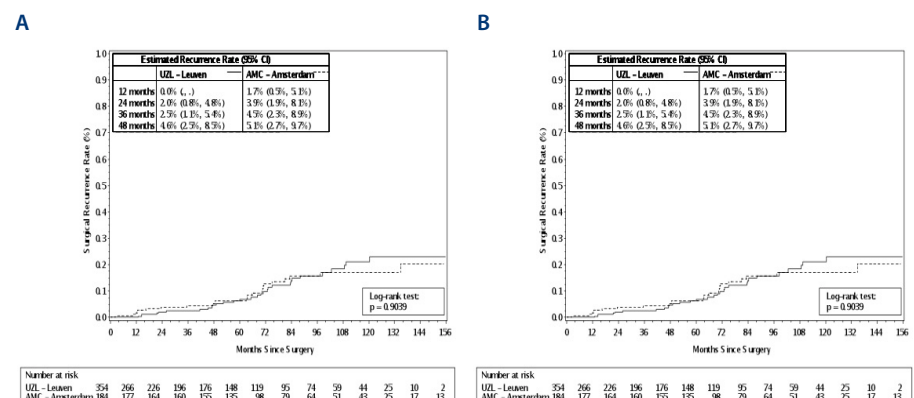 A
Estimated Recurrence Rate (95% CI)
UZL – Leuven AMC – Amsterdam
12 months 0.0% (., .) 1.7% (0.5%, 5.1%)
24 months 2.0% (0.8%, 4.8%) 3.9% (1.9%, 8.1%)
36 months 2.5% (1.1%, 5.4%) 4.5% (2.3%, 8.9%)
48 months 4.6% (2.5%, 8.5%) 5.1% (2.7%, 9.7%)
Surgical Recurrence Rate (%)
1.0
0.9
0.8
0.7
0.6
0.5
0.4
0.3
0.2
0.1
0.0
Log-rank test:
p = 0.9039
0 12 24 36 48 60 72 84 96 108 120 132 144 156
Months Since Surgery
Number at risk
UZL – Leuven 354 266 226 196 176 148 119 95 74 59 44 25 10 2
AMC – Amsterdam 184 177 164 160 155 135 98 79 64 51 43 25 17 13
B
Estimated Recurrence Rate (95% CI)
UZL – Leuven AMC – Amsterdam
12 months 0.0% (., .) 1.7% (0.5%, 5.1%)
24 months 2.0% (0.8%, 4.8%) 3.9% (1.9%, 8.1%)
36 months 2.5% (1.1%, 5.4%) 4.5% (2.3%, 8.9%)
48 months 4.6% (2.5%, 8.5%) 5.1% (2.7%, 9.7%)
Surgical Recurrence Rate (%)
1.0
0.9
0.8
0.7
0.6
0.5
0.4
0.3
0.2
0.1
0.0
Log-rank test:
p = 0.9039
0 12 24 36 48 60 72 84 96 108 120 132 144 156
Months Since Surgery
Number at risk
UZL – Leuven 354 266 226 196 176 148 119 95 74 59 44 25 10 2
AMC – Amsterdam 184 177 164 160 155 135 98 79 64 51 43 25 17 13